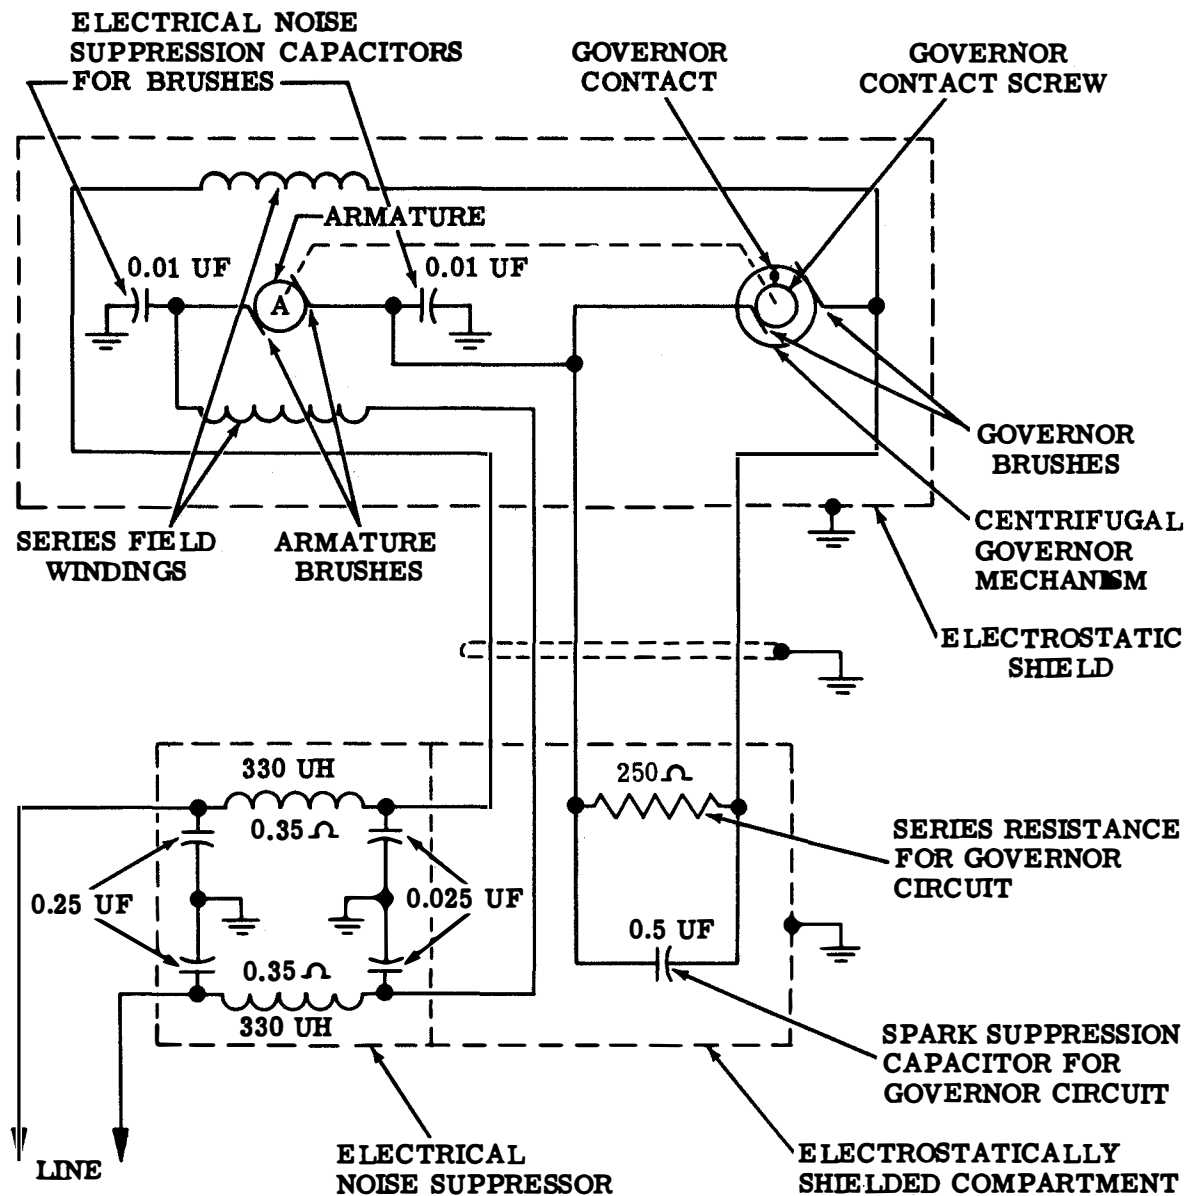 ELECTRICAL NOISE
SUPPRESSION CAPACITORS
FOR BRUSHES
GOVERNOR
CONTACT
GOVERNOR
CONTACT SCREW
ARMATURE
0.01 UF
0.01 UF
A
GOVERNOR
BRUSHES
SERIES FIELD
WINDINGS
ARMATURE
BRUSHES
CENTRIFUGAL
GOVERNOR
MECHANISM
ELECTROSTATIC
SHIELD
330 UH
0.35 Ω
250 Ω
SERIES RESISTANCE
FOR GOVERNOR
CIRCUIT
0.25 UF
0.025 UF
0.5 UF
0.35 Ω
330 UH
SPARK SUPPRESSION
CAPACITOR FOR
GOVERNOR CIRCUIT
LINE
ELECTRICAL
NOISE SUPPRESSOR
ELECTROSTATICALLY
SHIELDED COMPARTMENT